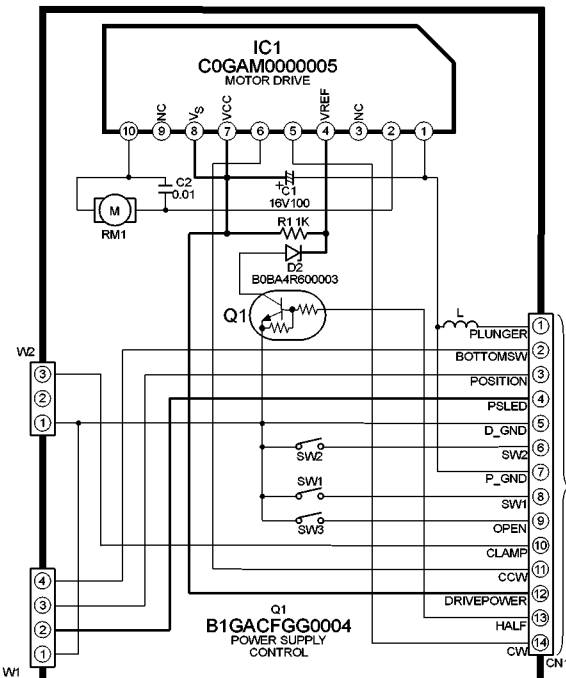 IC1
C0GAM0000005
MOTOR DRIVE
NC
VS
VCC
VREF
NC
10 9 8 7 6 5 4 3 2 1
C2
0.01
+
C1
16V100
M
RM1
R1 1K
D2
B0BA4R600003
Q1
L
1
PLUNGER
2
BOTTOMSW
W2
3
2
1
3
POSITION
4
PSLED
5
D_GND
6
SW2
SW2
7
P_GND
SW1
8
SW1
9
OPEN
SW3
10
CLAMP
11
CCW
4
3
2
1
W1
12
DRIVEPOWER
13
HALF
14
CW
CN1
Q1
B1GACFGG0004
POWER SUPPLY
CONTROL